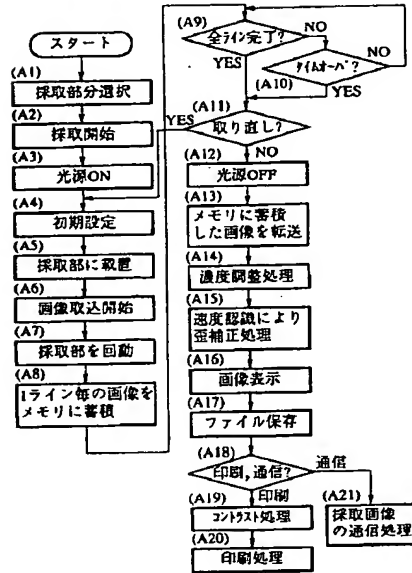 スタート
(A1)
採取部分選択
(A2)
採取開始
(A3)
光源ON
(A4)
初期設定
(A5)
採取部に載置
(A6)
画像取込開始
(A7)
採取部を回動
(A8)
1ライン毎の画像を
メモリに蓄積
(A9)
全ライン完了?
NO
YES
タイムオーバ?
(A10)
YES
(A11)
取り直し?
YES
NO
(A12)
光源OFF
(A13)
メモリに蓄積
した画像を転送
(A14)
濃度調整処理
(A15)
速度認識により
歪補正処理
(A16)
画像表示
(A17)
ファイル保存
(A18)
印刷,通信?
通信
印刷
(A19)
コントラスト処理
(A20)
印刷処理
(A21)
採取画像
の通信処理